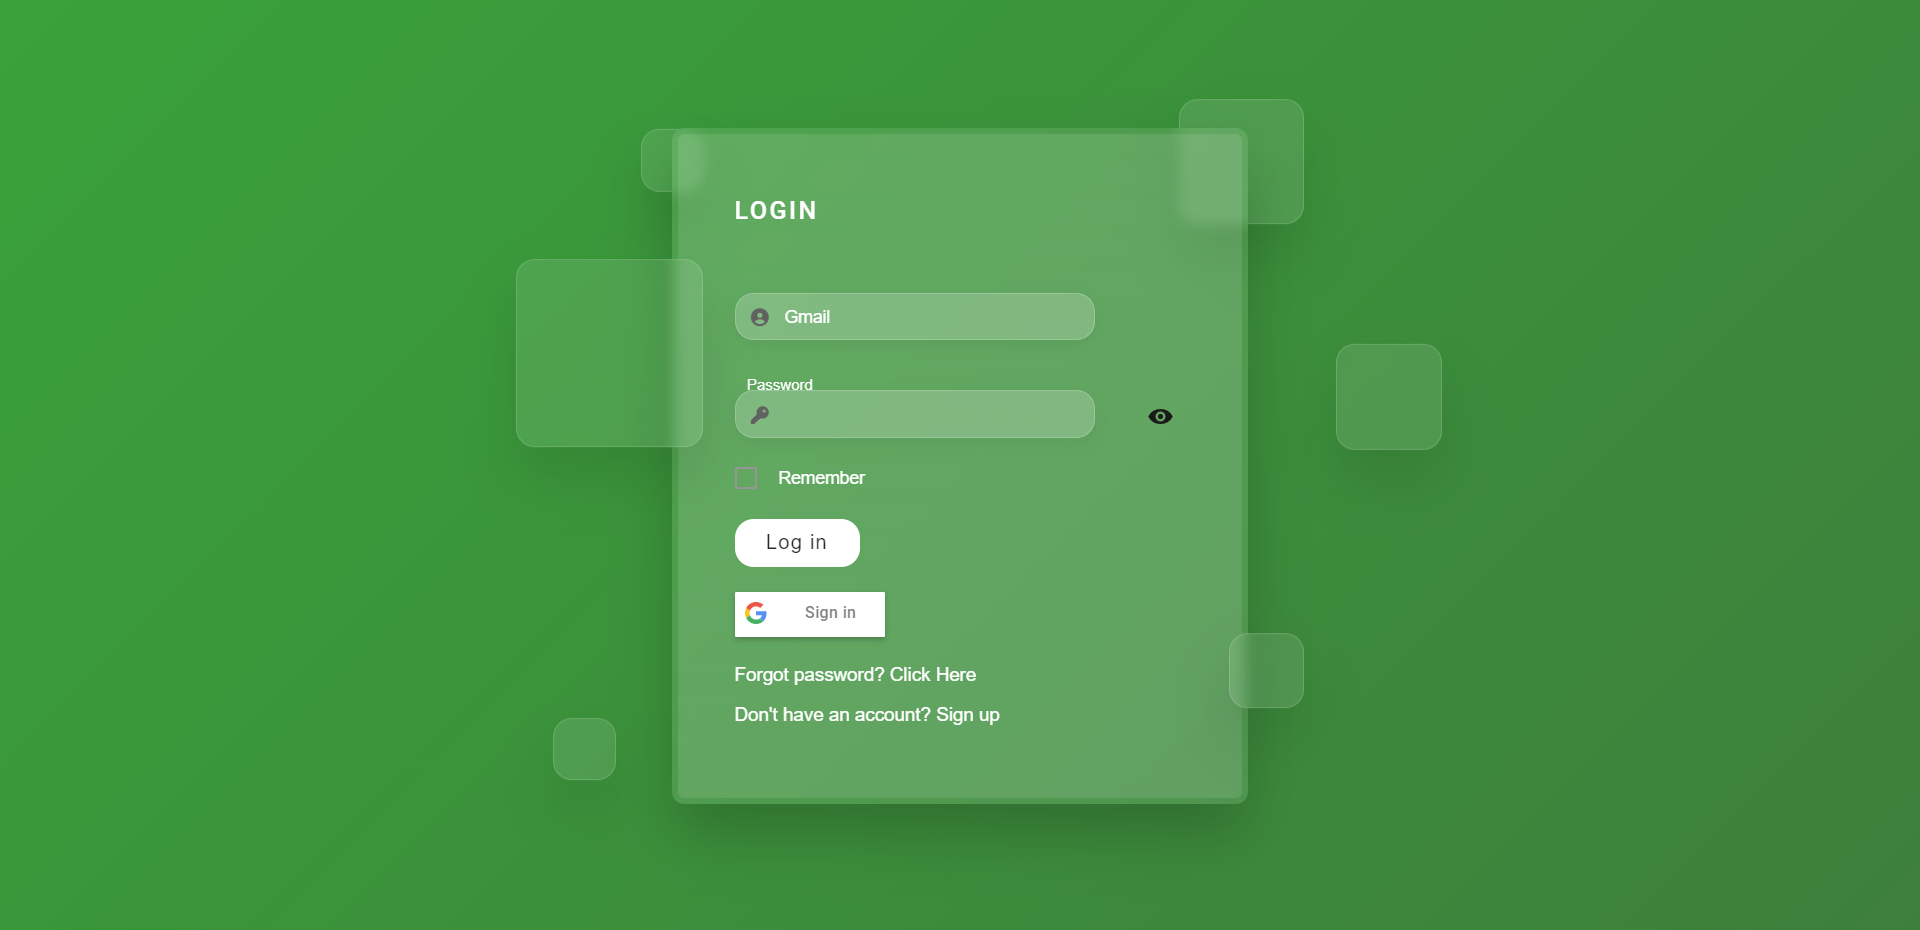 LOGIN
Gmail
Password
Remember
Log in
Sign in
Forgot password? Click Here
Don't have an account? Sign up